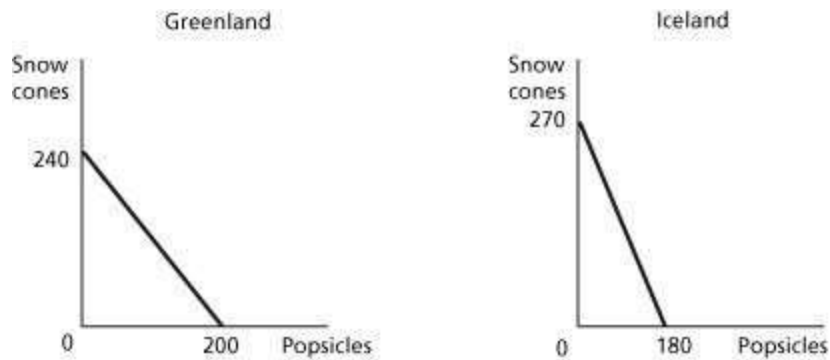 Greenland
Snow
cones
240
0
200
Popsicles
Iceland
Snow
cones
270
0
180
Popsicles